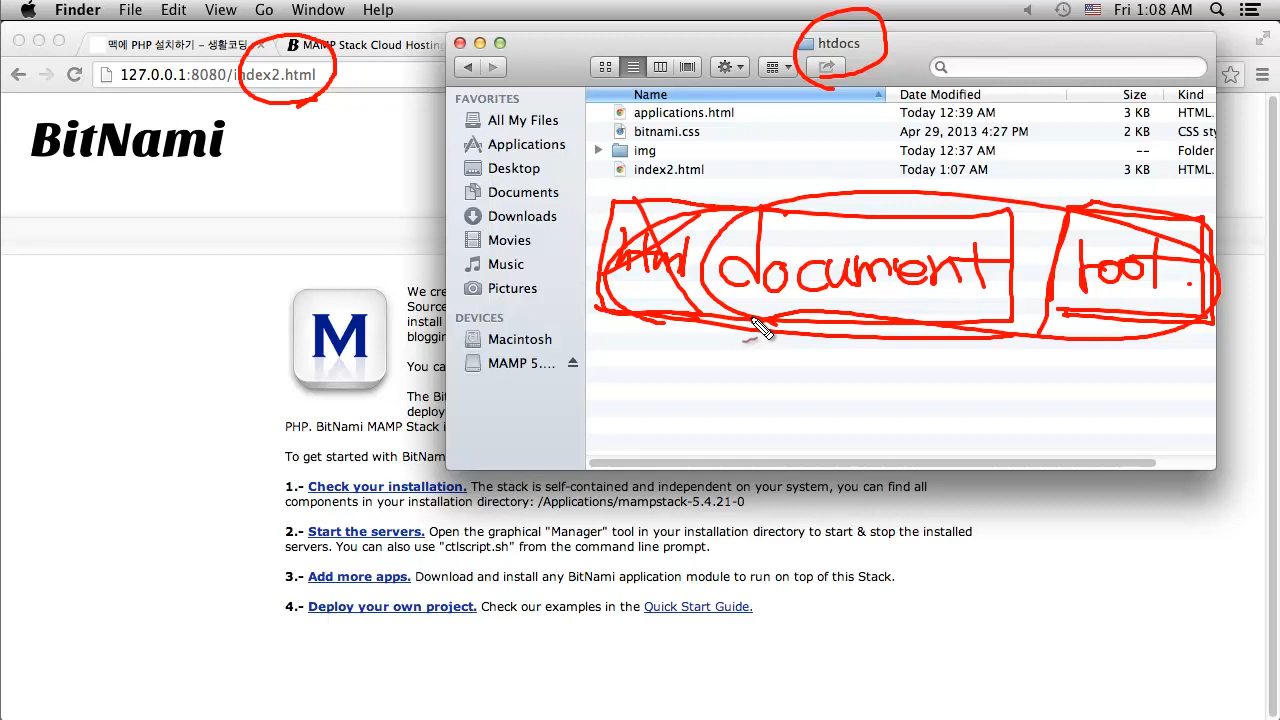 Finder File Edit View Go Window Help Fri 1:08 AM
맥에 PHP 설치하기 - 생활코딩 MAMP Stack Cloud Hosting
127.0.0.1:8080/index2.html
htdocs
BitNami
FAVORITES
All My Files
Applications
Desktop
Documents
Downloads
Movies
Music
Pictures
DEVICES
Macintosh
MAMP 5....
Name Date Modified Size Kind
applications.html Today 12:39 AM 3 KB HTML.
bitnami.css Apr 29, 2013 4:27 PM 2 KB CSS sty
img Today 12:37 AM -- Folder
index2.html Today 1:07 AM 3 KB HTML.
html document root.
M
We cre
Source
install
bloggin
You ca
The Bit
deploy
PHP. BitNami MAMP Stack i
To get started with BitNam
1.- Check your installation. The stack is self-contained and independent on your system, you can find all
components in your installation directory: /Applications/mampstack-5.4.21-0
2.- Start the servers. Open the graphical "Manager" tool in your installation directory to start & stop the installed
servers. You can also use "ctlscript.sh" from the command line prompt.
3.- Add more apps. Download and install any BitNami application module to run on top of this Stack.
4.- Deploy your own project. Check our examples in the Quick Start Guide.